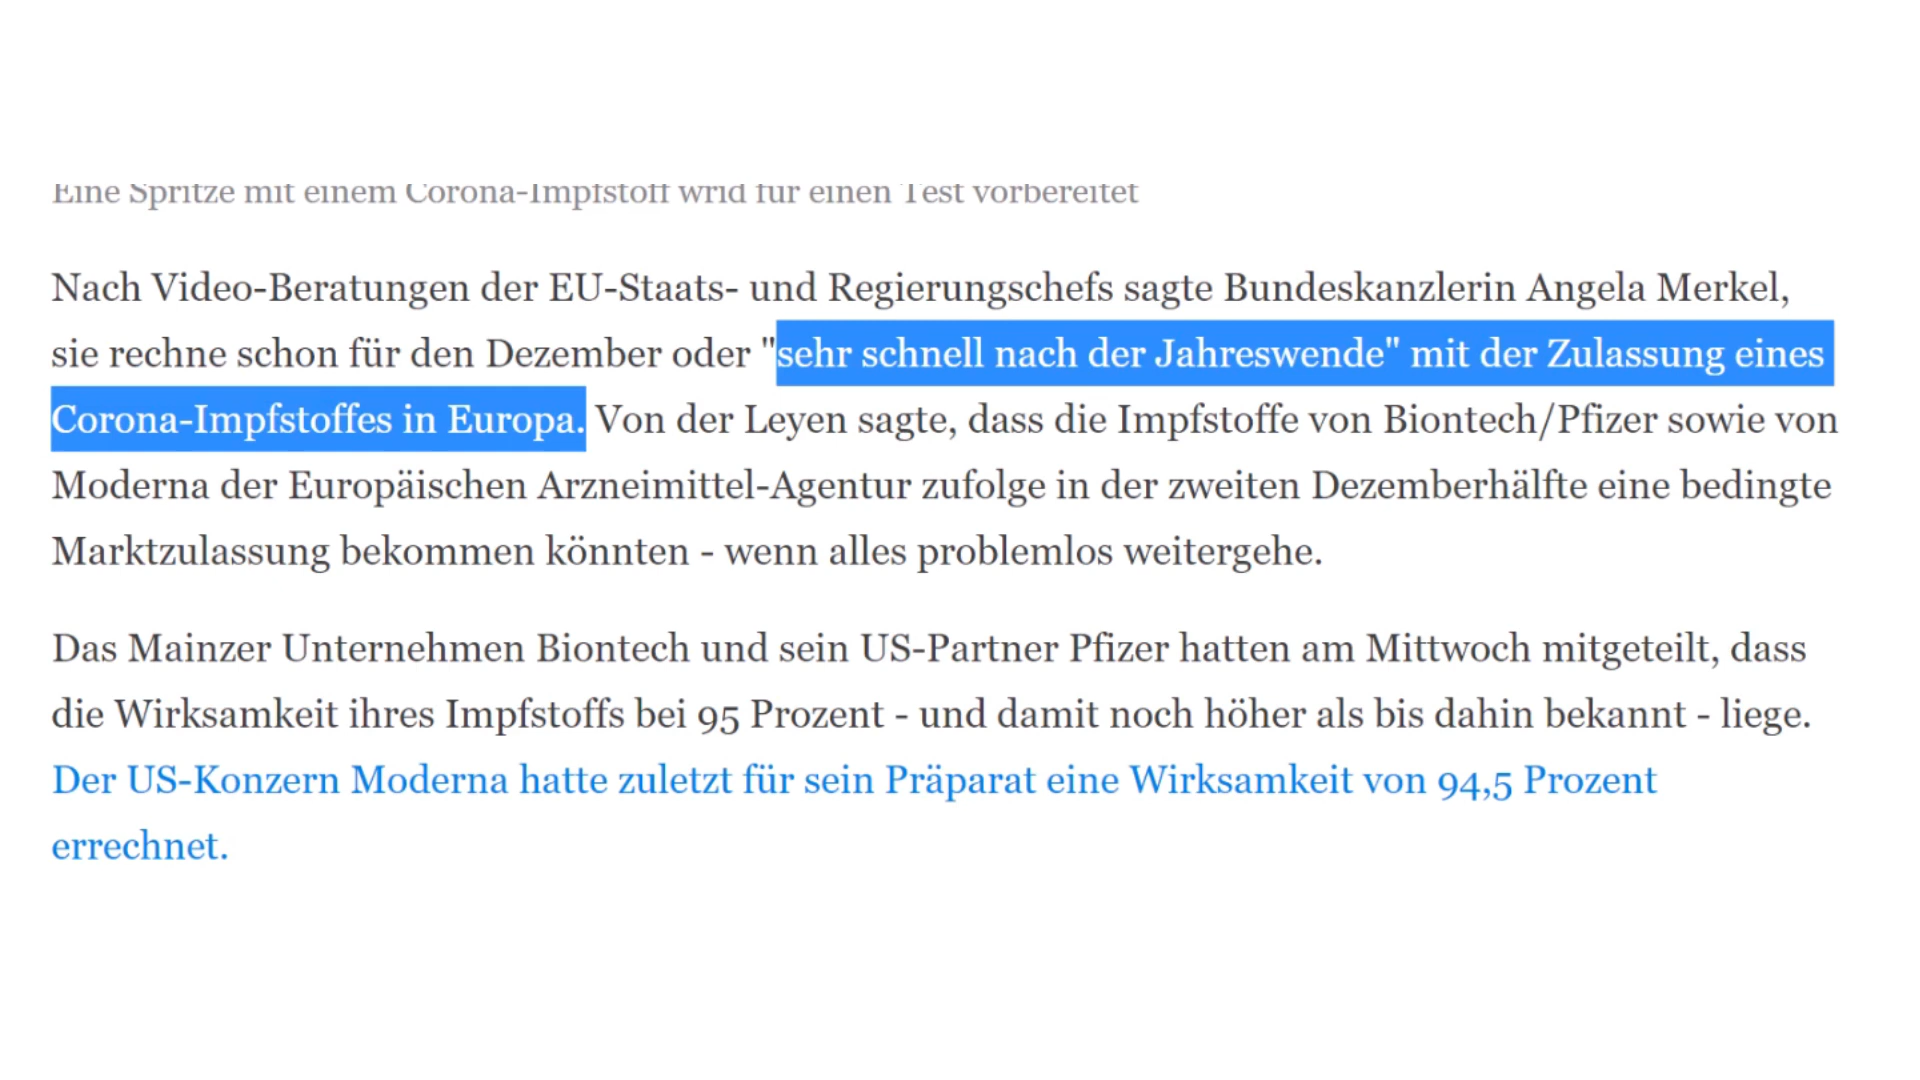 Eine Spritze mit einem Corona-Impfstoff wrid für einen Test vorbereitet
Nach Video-Beratungen der EU-Staats- und Regierungschefs sagte Bundeskanzlerin Angela Merkel,
sie rechne schon für den Dezember oder "sehr schnell nach der Jahreswende" mit der Zulassung eines
Corona-Impfstoffes in Europa. Von der Leyen sagte, dass die Impfstoffe von Biontech/Pfizer sowie von
Moderna der Europäischen Arzneimittel-Agentur zufolge in der zweiten Dezemberhälfte eine bedingte
Marktzulassung bekommen könnten - wenn alles problemlos weitergehe.
Das Mainzer Unternehmen Biontech und sein US-Partner Pfizer hatten am Mittwoch mitgeteilt, dass
die Wirksamkeit ihres Impfstoffs bei 95 Prozent - und damit noch höher als bis dahin bekannt - liege.
Der US-Konzern Moderna hatte zuletzt für sein Präparat eine Wirksamkeit von 94,5 Prozent
errechnet.